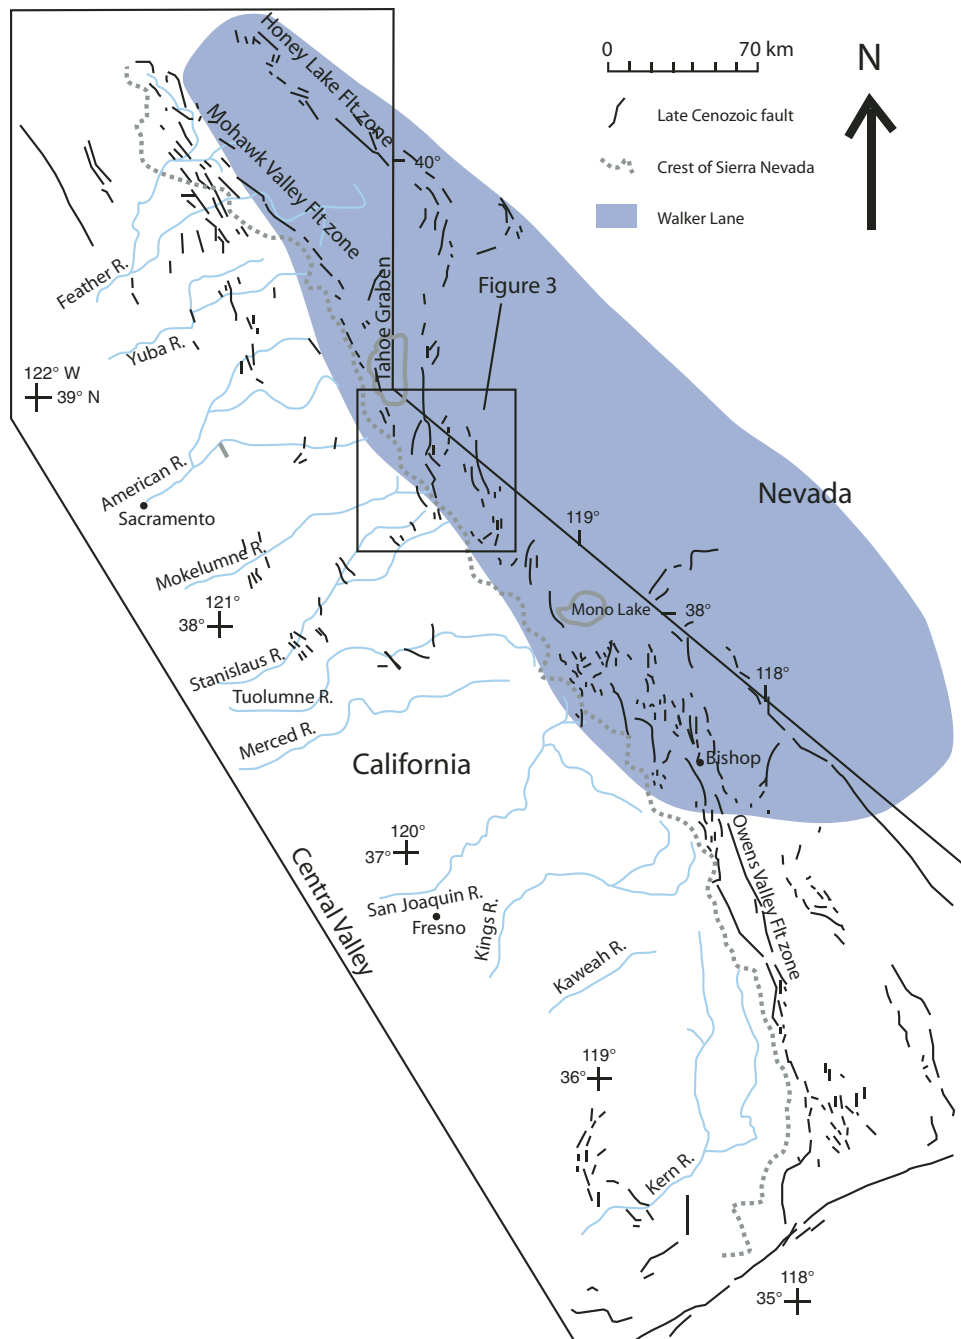 Honey Lake Flt zone
0 70 km
N
Late Cenozoic fault
Crest of Sierra Nevada
Walker Lane
Mohawk Valley Flt zone
40°
Feather R.
Tahoe Graben
Figure 3
Yuba R.
122° W
39° N
American R.
Sacramento
Nevada
119°
Mokelumne R.
121°
38°
Mono Lake
38°
Stanislaus R.
Tuolumne R.
118°
Merced R.
California
Bishop
120°
37°
Owens Valley Flt zone
Central Valley
San Joaquin R.
Fresno
Kings R.
Kaweah R.
119°
36°
Kern R.
118°
35°